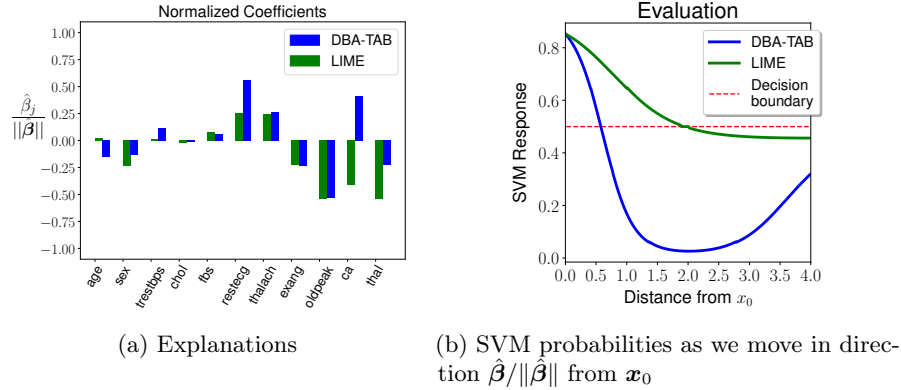 Normalized Coefficients
1.00
0.75
0.50
0.25
0.00
−0.25
−0.50
−0.75
−1.00
β̂ⱼ
||β̂||
DBA-TAB
LIME
age
sex
trestbps
chol
fbs
restecg
thalach
exang
oldpeak
ca
thal
(a) Explanations
Evaluation
0.8
0.6
0.4
0.2
0.0
SVM Response
DBA-TAB
LIME
Decision
boundary
0.0 0.5 1.0 1.5 2.0 2.5 3.0 3.5 4.0
Distance from x₀
(b) SVM probabilities as we move in direc-
tion β̂/‖β̂‖ from x₀